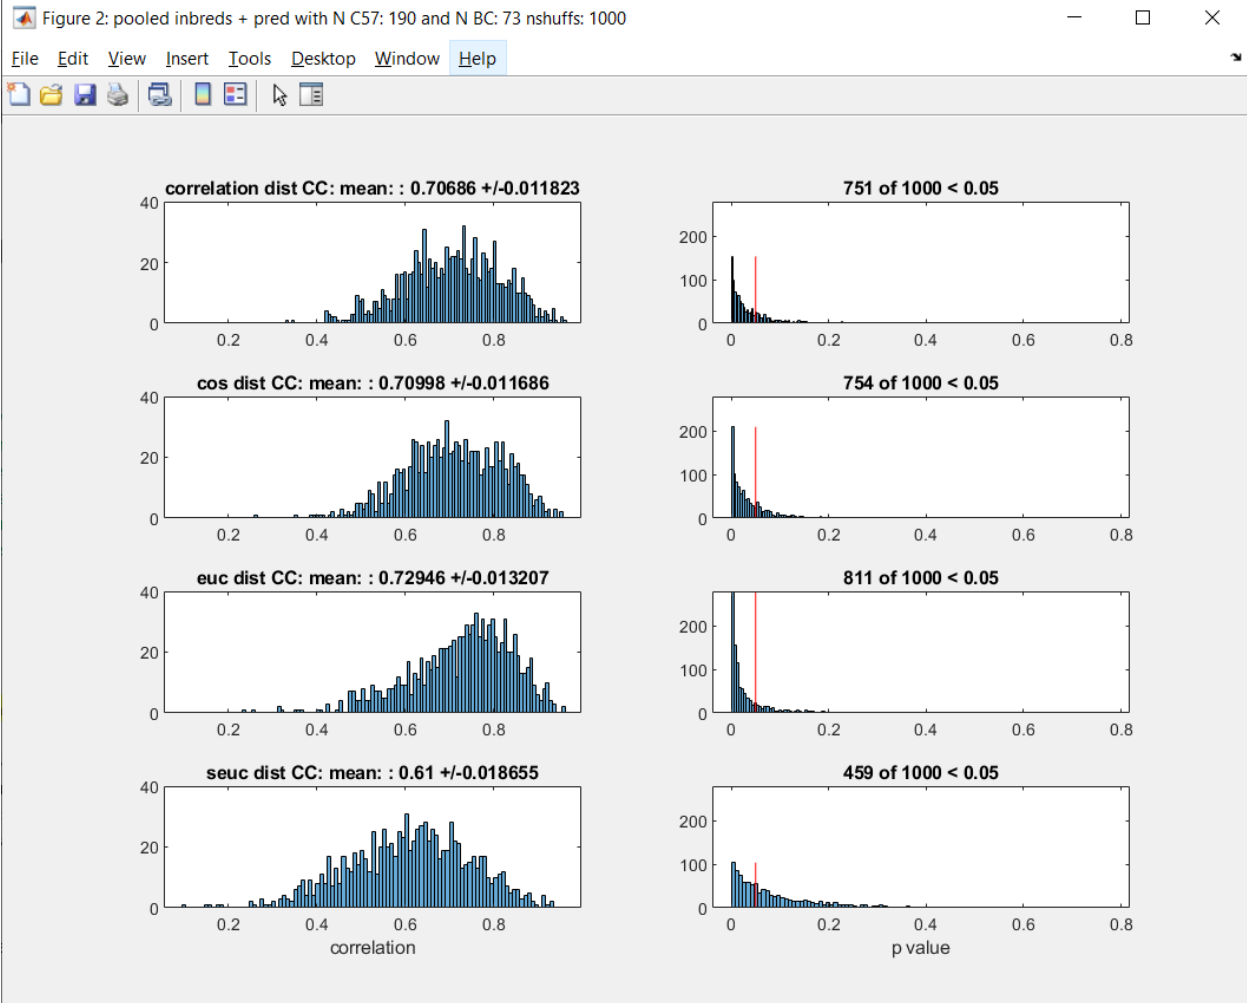 Figure 2: pooled inbreds + pred with N C57: 190 and N BC: 73 nshuffs: 1000
File Edit View Insert Tools Desktop Window Help
correlation dist CC: mean: : 0.70686 +/-0.011823
40
20
0
0.2 0.4 0.6 0.8
751 of 1000 < 0.05
200
100
0
0 0.2 0.4 0.6 0.8
cos dist CC: mean: : 0.70998 +/-0.011686
40
20
0
0.2 0.4 0.6 0.8
754 of 1000 < 0.05
200
100
0
0 0.2 0.4 0.6 0.8
euc dist CC: mean: : 0.72946 +/-0.013207
40
20
0
0.2 0.4 0.6 0.8
811 of 1000 < 0.05
200
100
0
0 0.2 0.4 0.6 0.8
seuc dist CC: mean: : 0.61 +/-0.018655
40
20
0
0.2 0.4 0.6 0.8
correlation
459 of 1000 < 0.05
200
100
0
0 0.2 0.4 0.6 0.8
p value